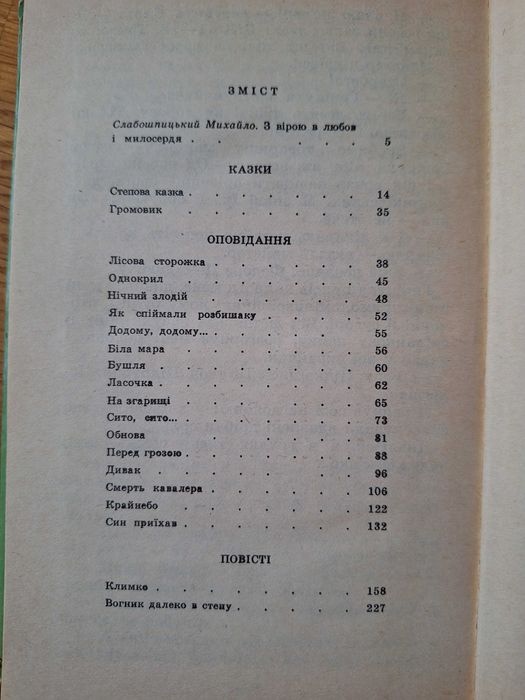 ЗМІСТ
Слабошпицький Михайло. З вірою в любов
і милосердя . . . . . 5
КАЗКИ
Степова казка . . . . . . 14
Громовик . . . . . . 35
ОПОВІДАННЯ
Лісова сторожка . . . . . . 38
Однокрил . . . . . . 45
Нічний злодій . . . . . 48
Як спіймали розбишаку . . . . 52
Додому, додому... . . . . . 55
Біла мара . . . . . . 56
Бушля . . . . . . . 60
Ласочка . . . . . . . 62
На згарищі . . . . . . 65
Сито, сито... . . . . . . 73
Обнова . . . . . 81
Перед грозою . . . . . . 88
Дивак . . . . . . . 96
Смерть кавалера . . . . . 106
Крайнебо . . . . . . 122
Син приїхав . . . . . . 132
ПОВІСТІ
Климко . . . . . . . 158
Вогник далеко в степу . . . . . 227